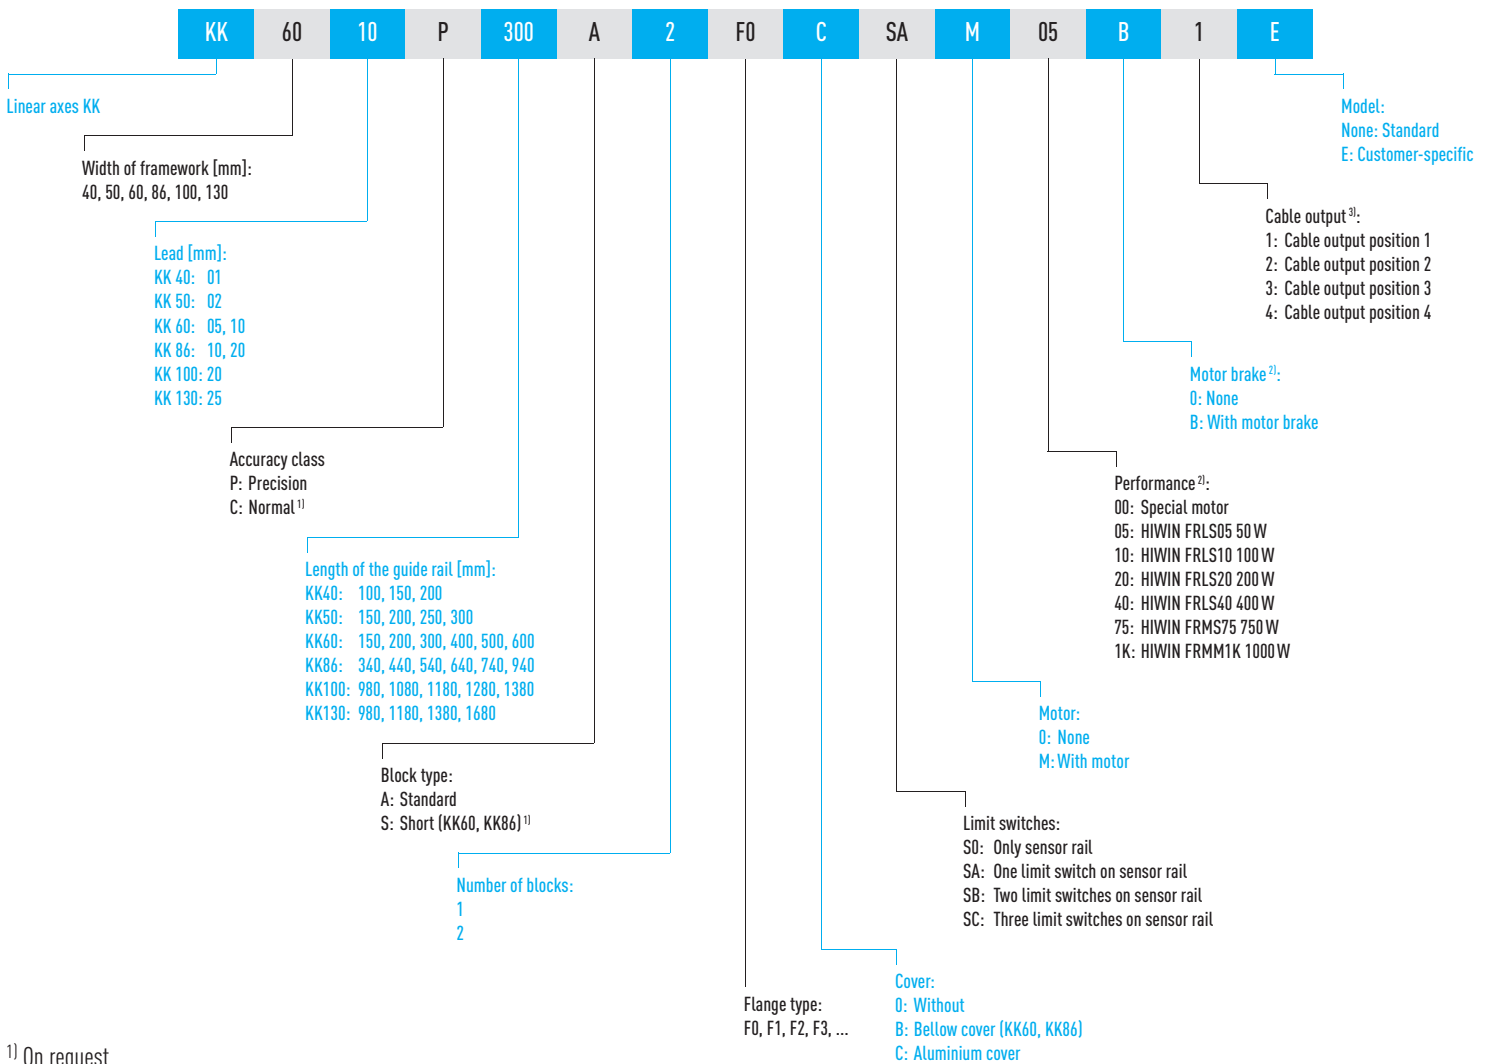 KK 60 10 P 300 A 2 F0 C SA M 05 B 1 E
Linear axes KK
Width of framework [mm]:
40, 50, 60, 86, 100, 130
Lead [mm]:
KK 40: 01
KK 50: 02
KK 60: 05, 10
KK 86: 10, 20
KK 100: 20
KK 130: 25
Accuracy class
P: Precision
C: Normal 1)
Length of the guide rail [mm]:
KK40: 100, 150, 200
KK50: 150, 200, 250, 300
KK60: 150, 200, 300, 400, 500, 600
KK86: 340, 440, 540, 640, 740, 940
KK100: 980, 1080, 1180, 1280, 1380
KK130: 980, 1180, 1380, 1680
Block type:
A: Standard
S: Short (KK60, KK86) 1)
Number of blocks:
1
2
Flange type:
F0, F1, F2, F3, ...
Cover:
0: Without
B: Bellow cover (KK60, KK86)
C: Aluminium cover
Limit switches:
S0: Only sensor rail
SA: One limit switch on sensor rail
SB: Two limit switches on sensor rail
SC: Three limit switches on sensor rail
Motor:
0: None
M: With motor
Performance 2):
00: Special motor
05: HIWIN FRLS05 50 W
10: HIWIN FRLS10 100 W
20: HIWIN FRLS20 200 W
40: HIWIN FRLS40 400 W
75: HIWIN FRMS75 750 W
1K: HIWIN FRMM1K 1000 W
Motor brake 2):
0: None
B: With motor brake
Cable output 3):
1: Cable output position 1
2: Cable output position 2
3: Cable output position 3
4: Cable output position 4
Model:
None: Standard
E: Customer-specific
1) On request